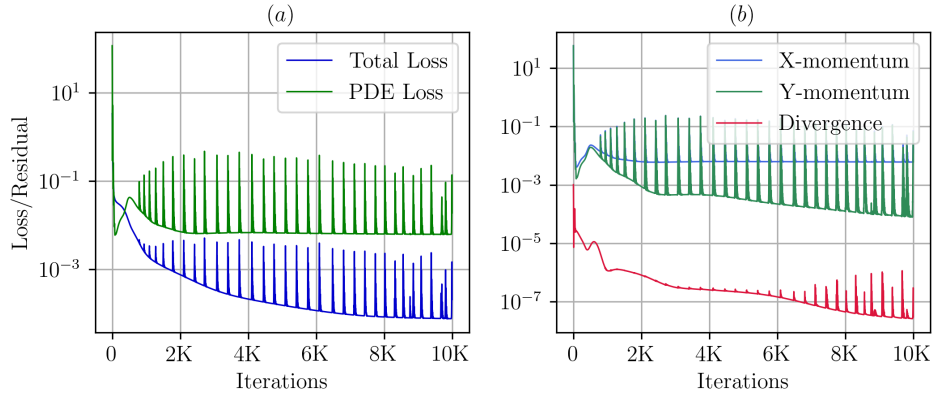 (a)
Total Loss
PDE Loss
10^1
10^{-1}
10^{-3}
Loss/Residual
0
2K
4K
6K
8K
10K
Iterations
(b)
X-momentum
Y-momentum
Divergence
10^1
10^{-1}
10^{-3}
10^{-5}
10^{-7}
0
2K
4K
6K
8K
10K
Iterations